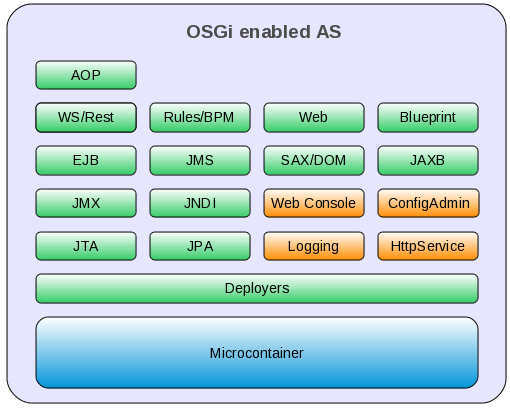 OSGi enabled AS
AOP
WS/Rest Rules/BPM Web Blueprint
EJB JMS SAX/DOM JAXB
JMX JNDI Web Console ConfigAdmin
JTA JPA Logging HttpService
Deployers
Microcontainer